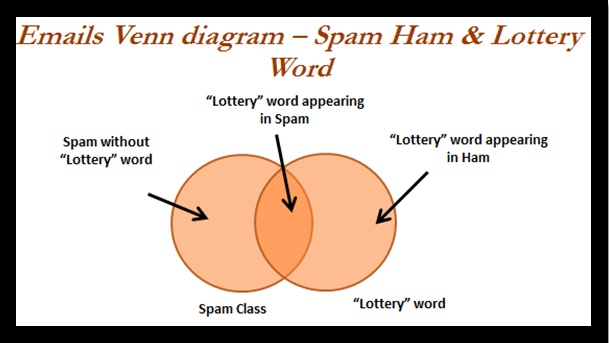 Emails Venn diagram – Spam Ham & Lottery
Word
“Lottery” word appearing
in Spam
Spam without
“Lottery” word
“Lottery” word appearing
in Ham
Spam Class
“Lottery” word